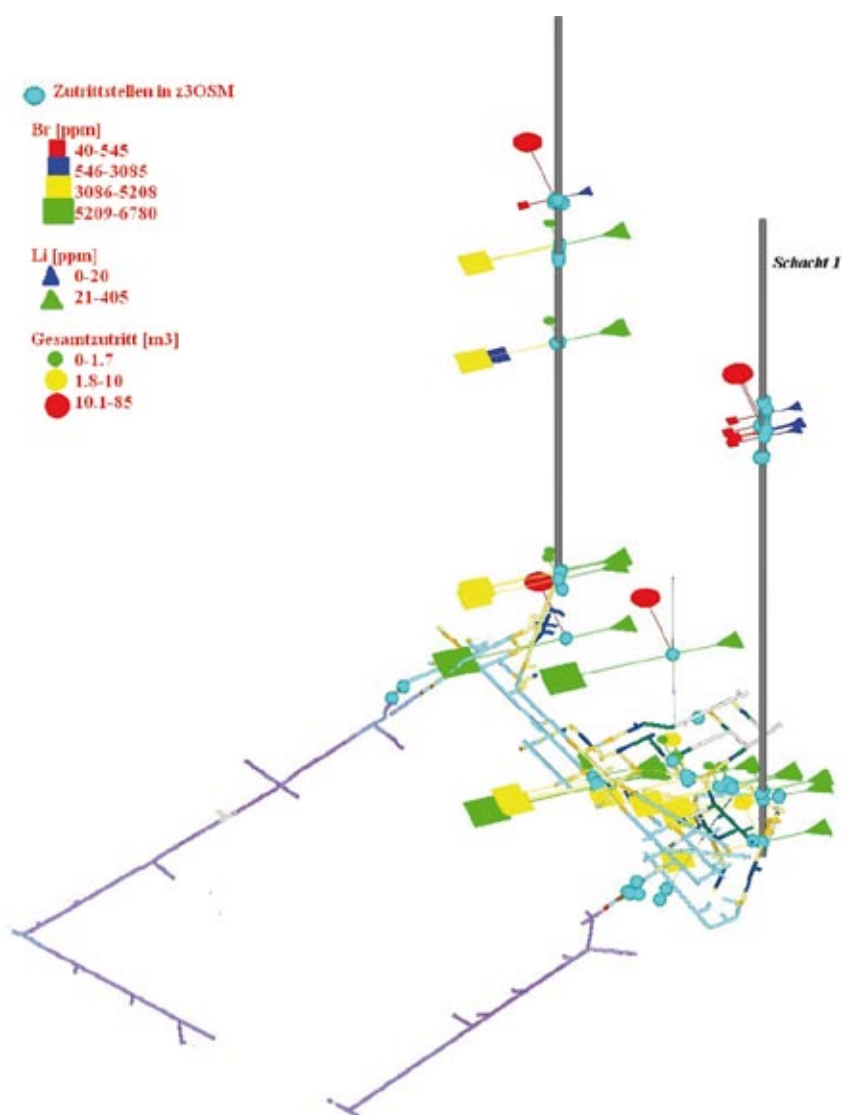 Zutrittstellen in z3OSM
Br [ppm]
40-545
546-3085
3086-5208
5209-6780
Li [ppm]
0-20
21-405
Gesamtzutritt [m3]
0-1.7
1.8-10
10.1-85
Schacht 1